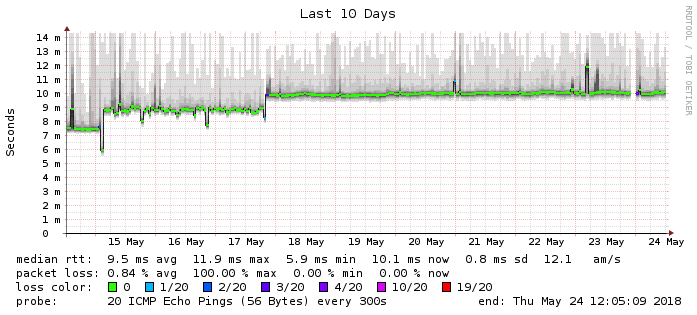 Last 10 Days
RRDTOOL / TOBI OETIKER
Seconds
14 m
13 m
12 m
11 m
10 m
9 m
8 m
7 m
6 m
5 m
4 m
3 m
2 m
1 m
0
15 May 16 May 17 May 18 May 19 May 20 May 21 May 22 May 23 May 24 May
median rtt: 9.5 ms avg 11.9 ms max 5.9 ms min 10.1 ms now 0.8 ms sd 12.1 am/s
packet loss: 0.84 % avg 100.00 % max 0.00 % min 0.00 % now
loss color: 0 1/20 2/20 3/20 4/20 10/20 19/20
probe: 20 ICMP Echo Pings (56 Bytes) every 300s end: Thu May 24 12:05:09 2018